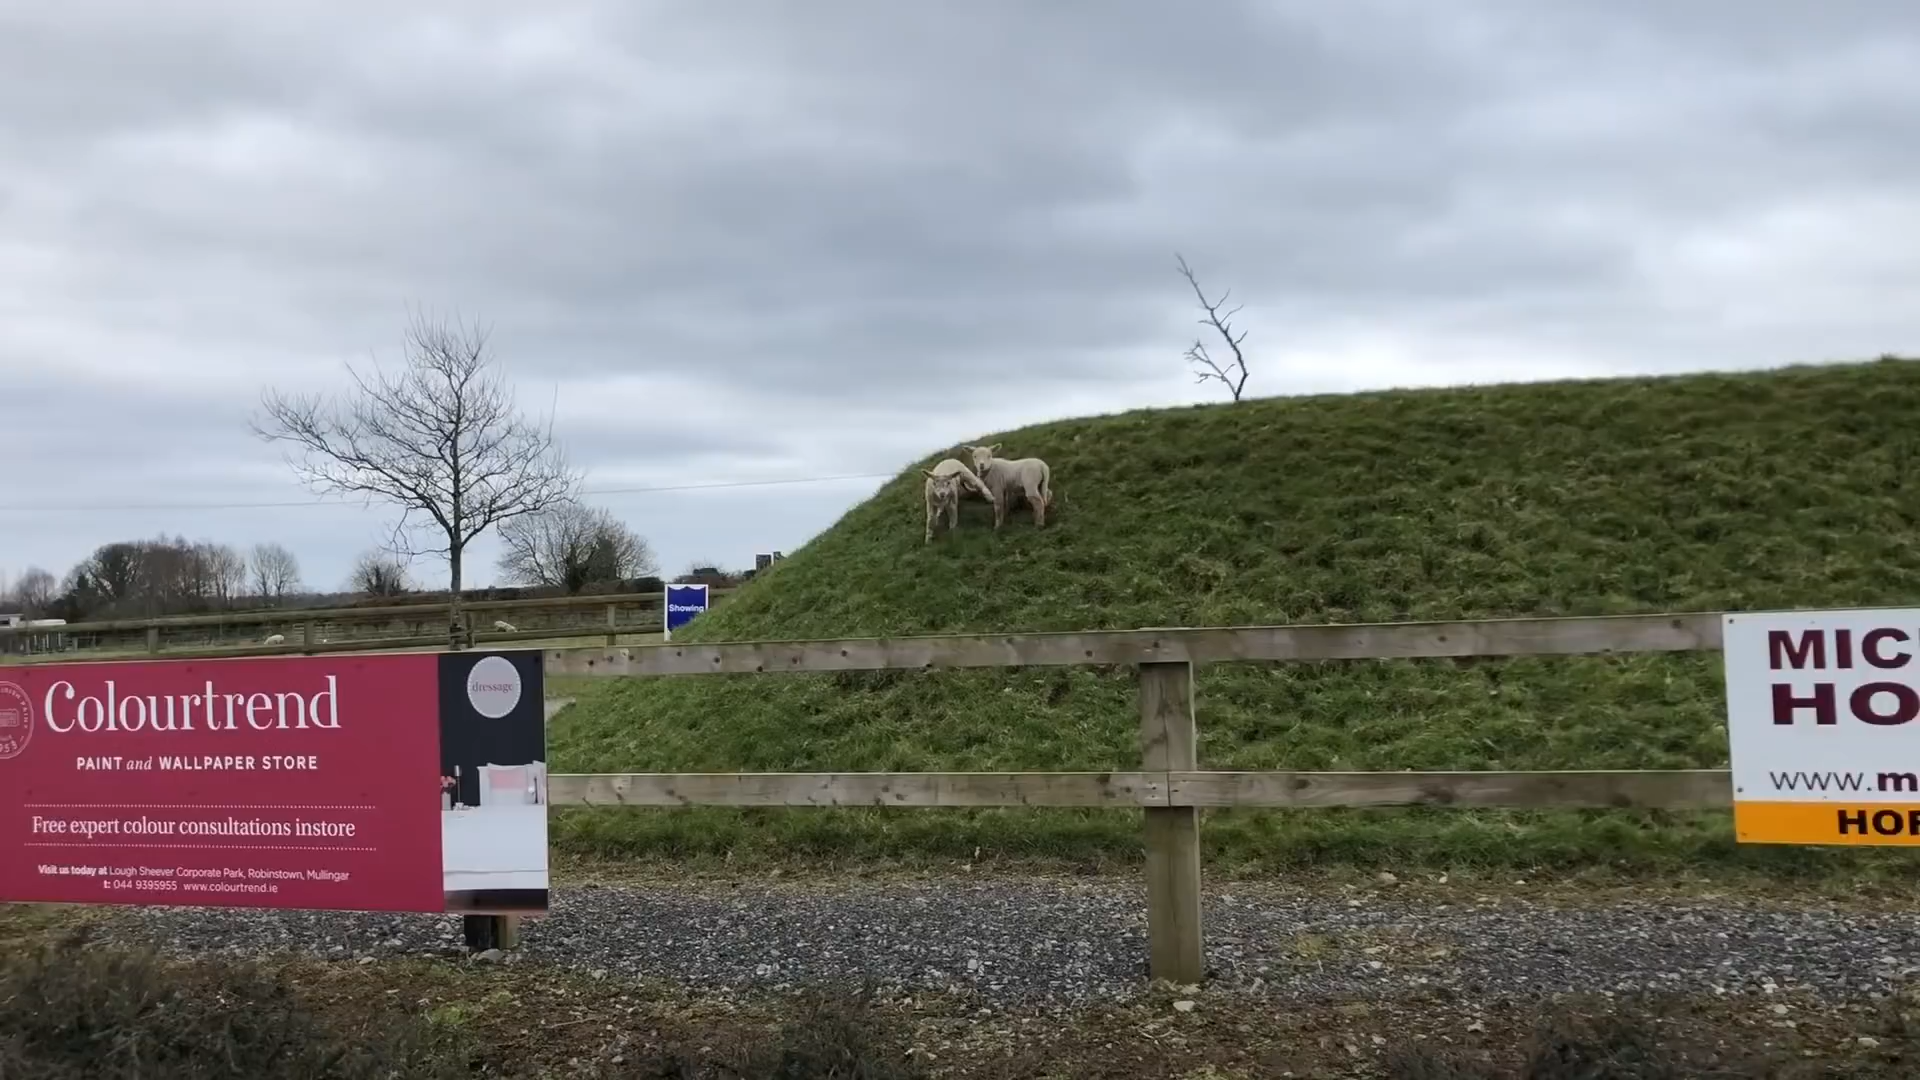 Showing
Colourtrend
dressage
PAINT and WALLPAPER STORE
Free expert colour consultations instore
Visit us today at Lough Sheever Corporate Park, Robinstown, Mullingar
t: 044 9395955 www.colourtrend.ie
MIC
HO
www.m
HOR